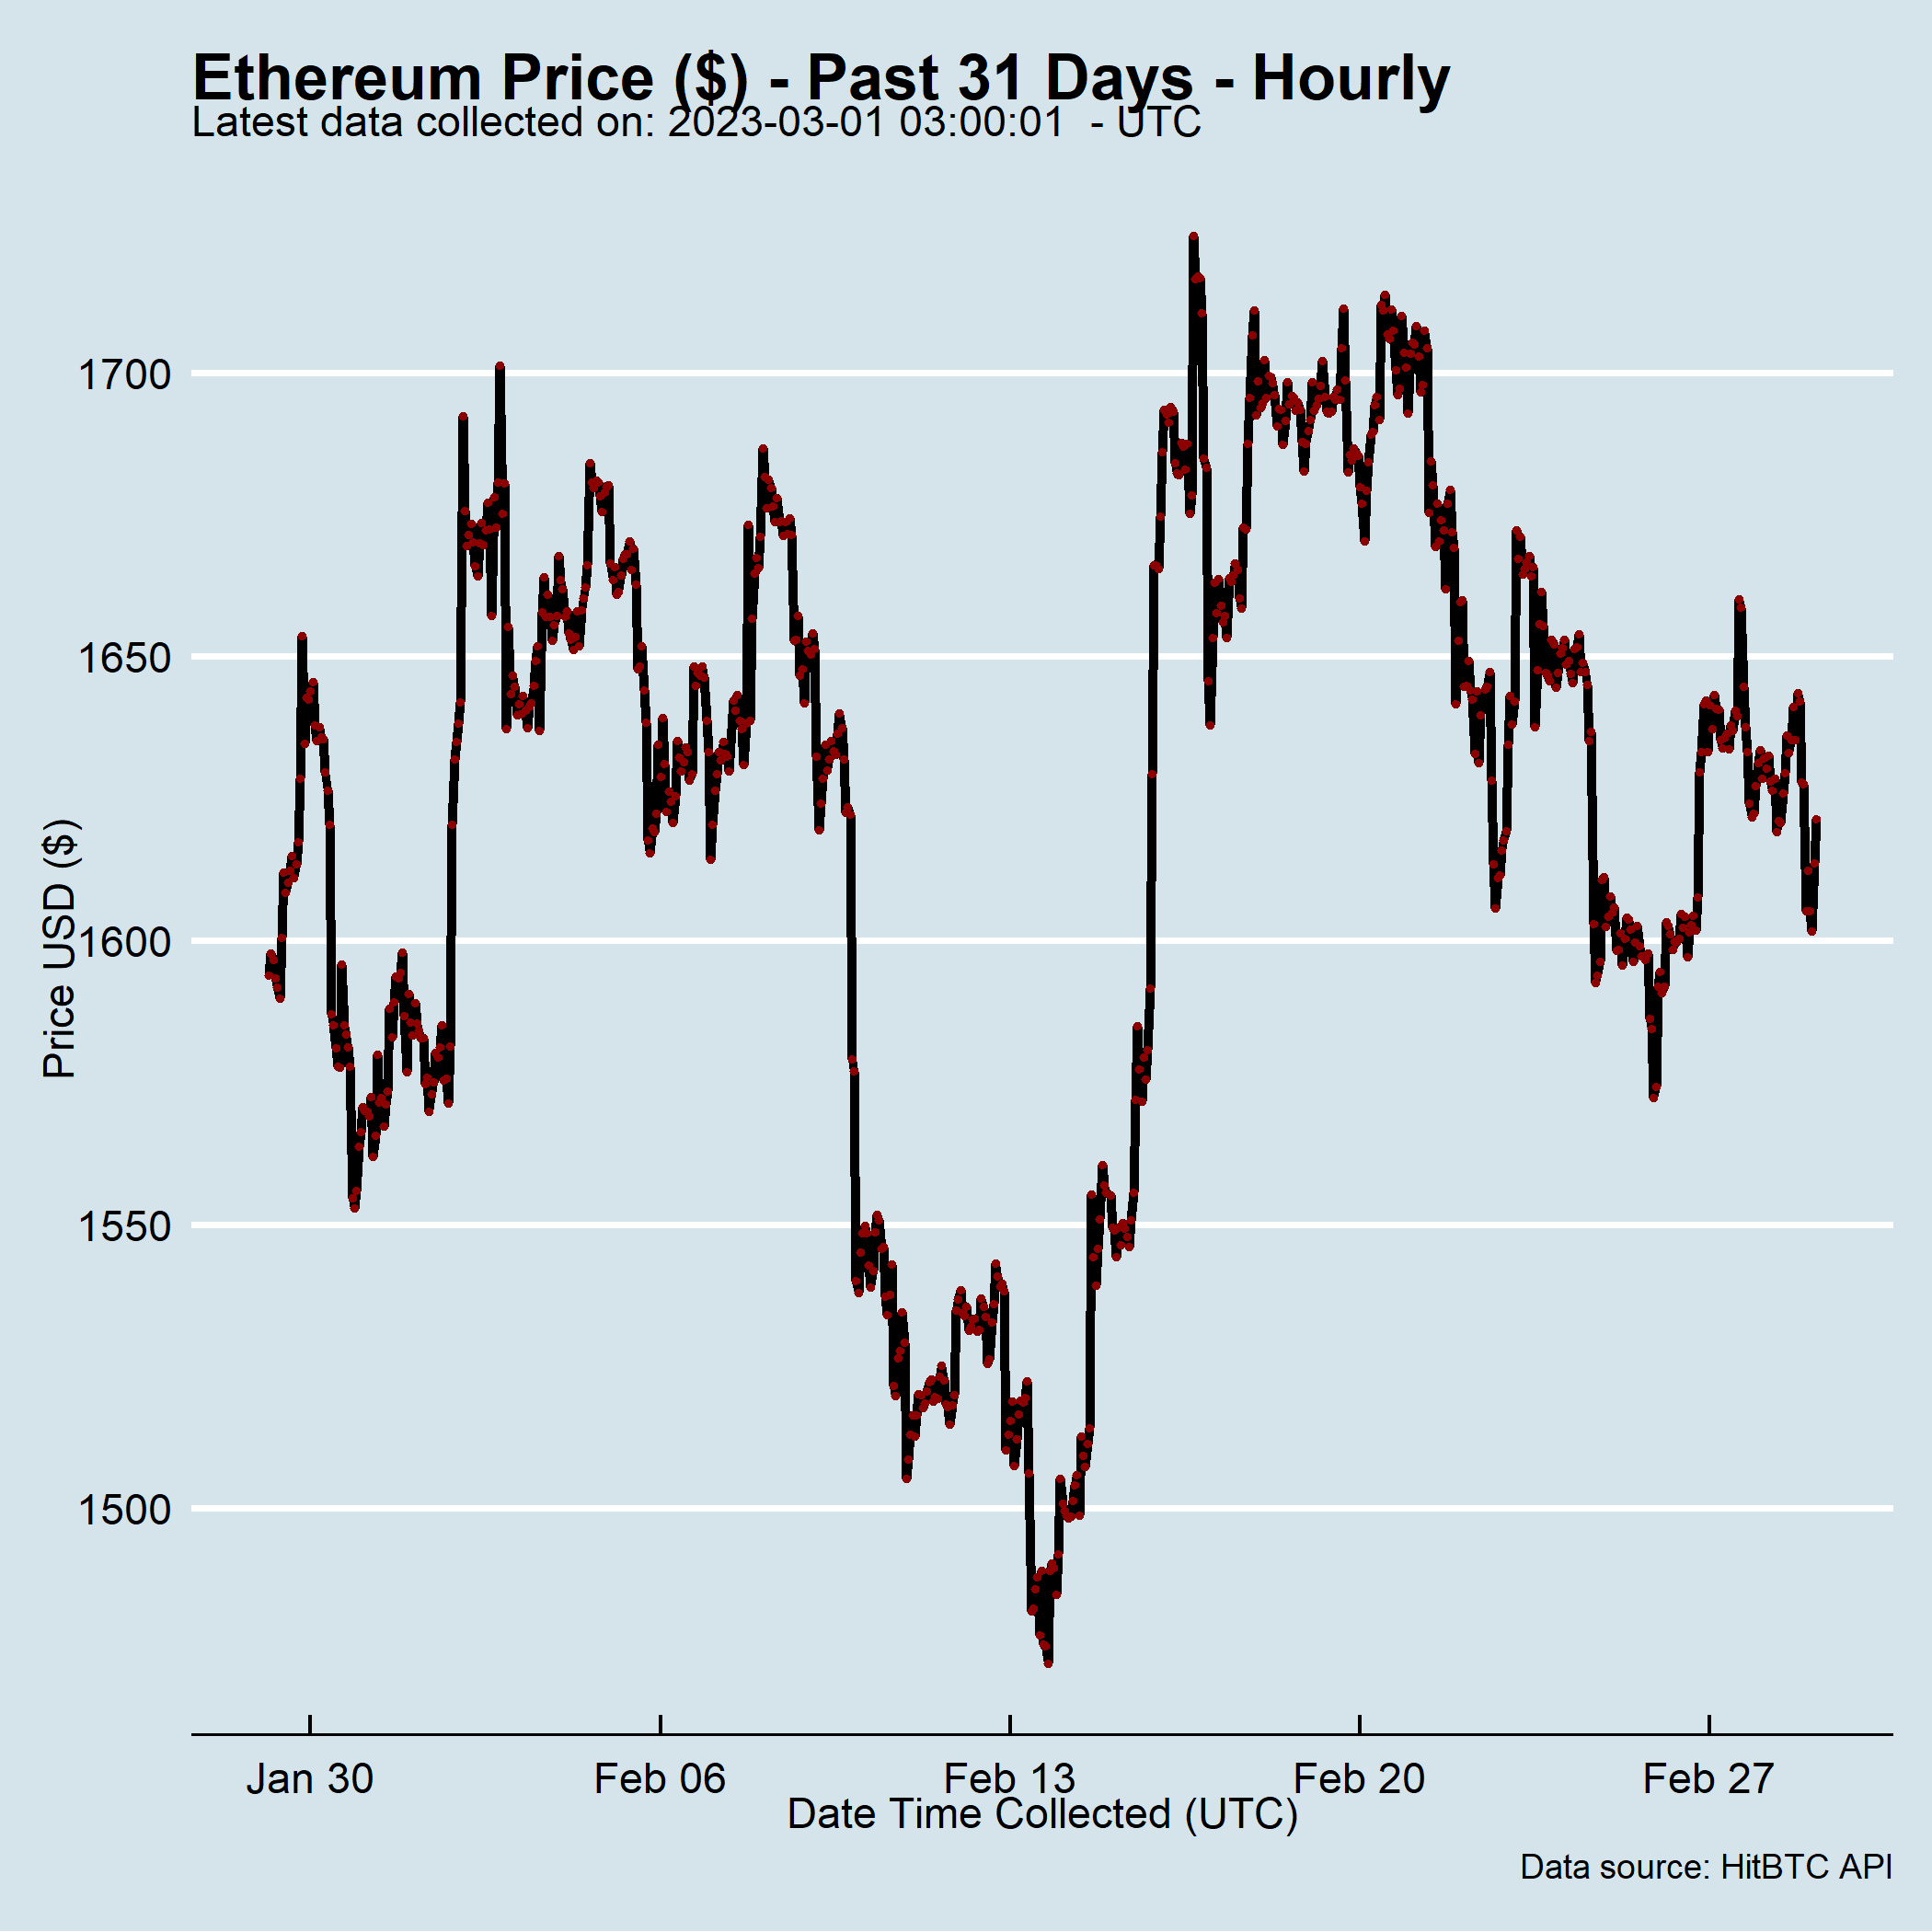 Ethereum Price ($) - Past 31 Days - Hourly
Latest data collected on: 2023-03-01 03:00:01  - UTC
Price USD ($)
1700
1650
1600
1550
1500
Jan 30
Feb 06
Feb 13
Feb 20
Feb 27
Date Time Collected (UTC)
Data source: HitBTC API